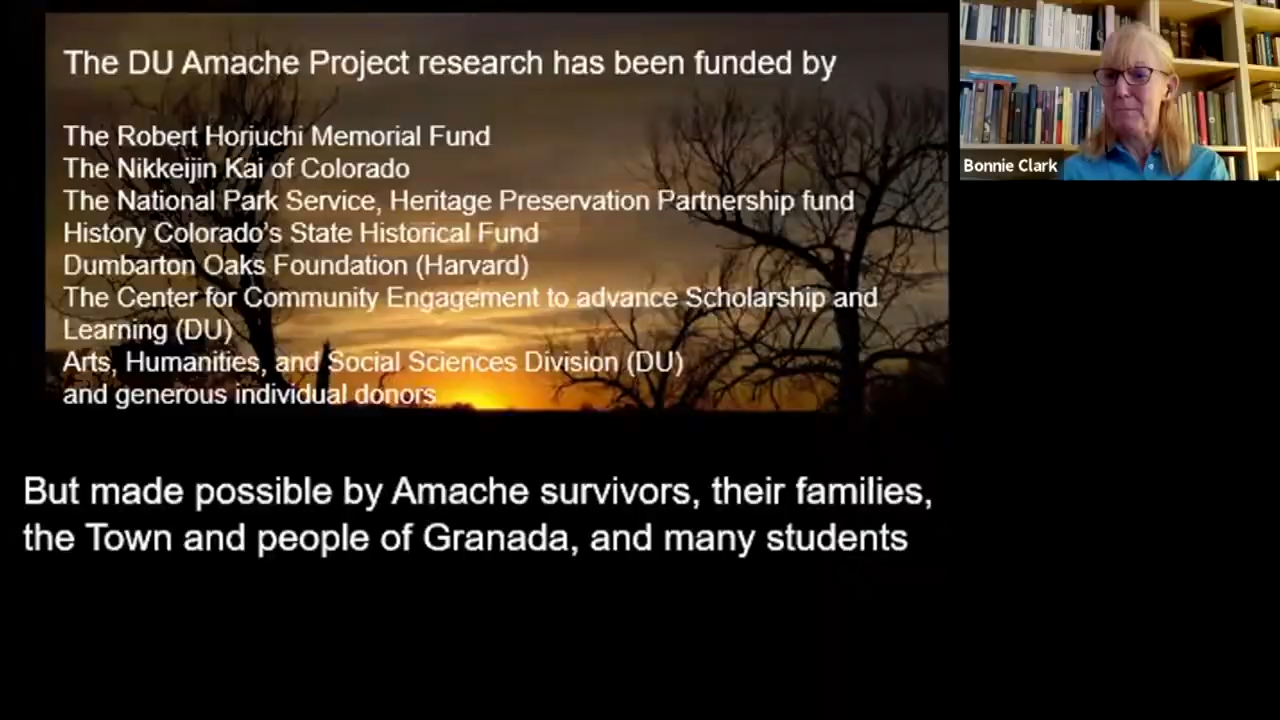 The DU Amache Project research has been funded by
The Robert Horiuchi Memorial Fund
The Nikkeijin Kai of Colorado
The National Park Service, Heritage Preservation Partnership fund
History Colorado's State Historical Fund
Dumbarton Oaks Foundation (Harvard)
The Center for Community Engagement to advance Scholarship and
Learning (DU)
Arts, Humanities, and Social Sciences Division (DU)
and generous individual donors
But made possible by Amache survivors, their families,
the Town and people of Granada, and many students
Bonnie Clark